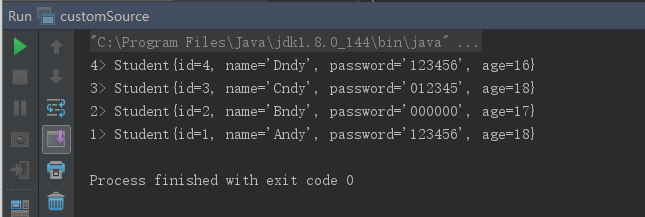 Run customSource
"C:\Program Files\Java\jdk1.8.0_144\bin\java" ...
4> Student{id=4, name='Dndy', password='123456', age=16}
3> Student{id=3, name='Cndy', password='012345', age=18}
2> Student{id=2, name='Bndy', password='000000', age=17}
1> Student{id=1, name='Andy', password='123456', age=18}
Process finished with exit code 0